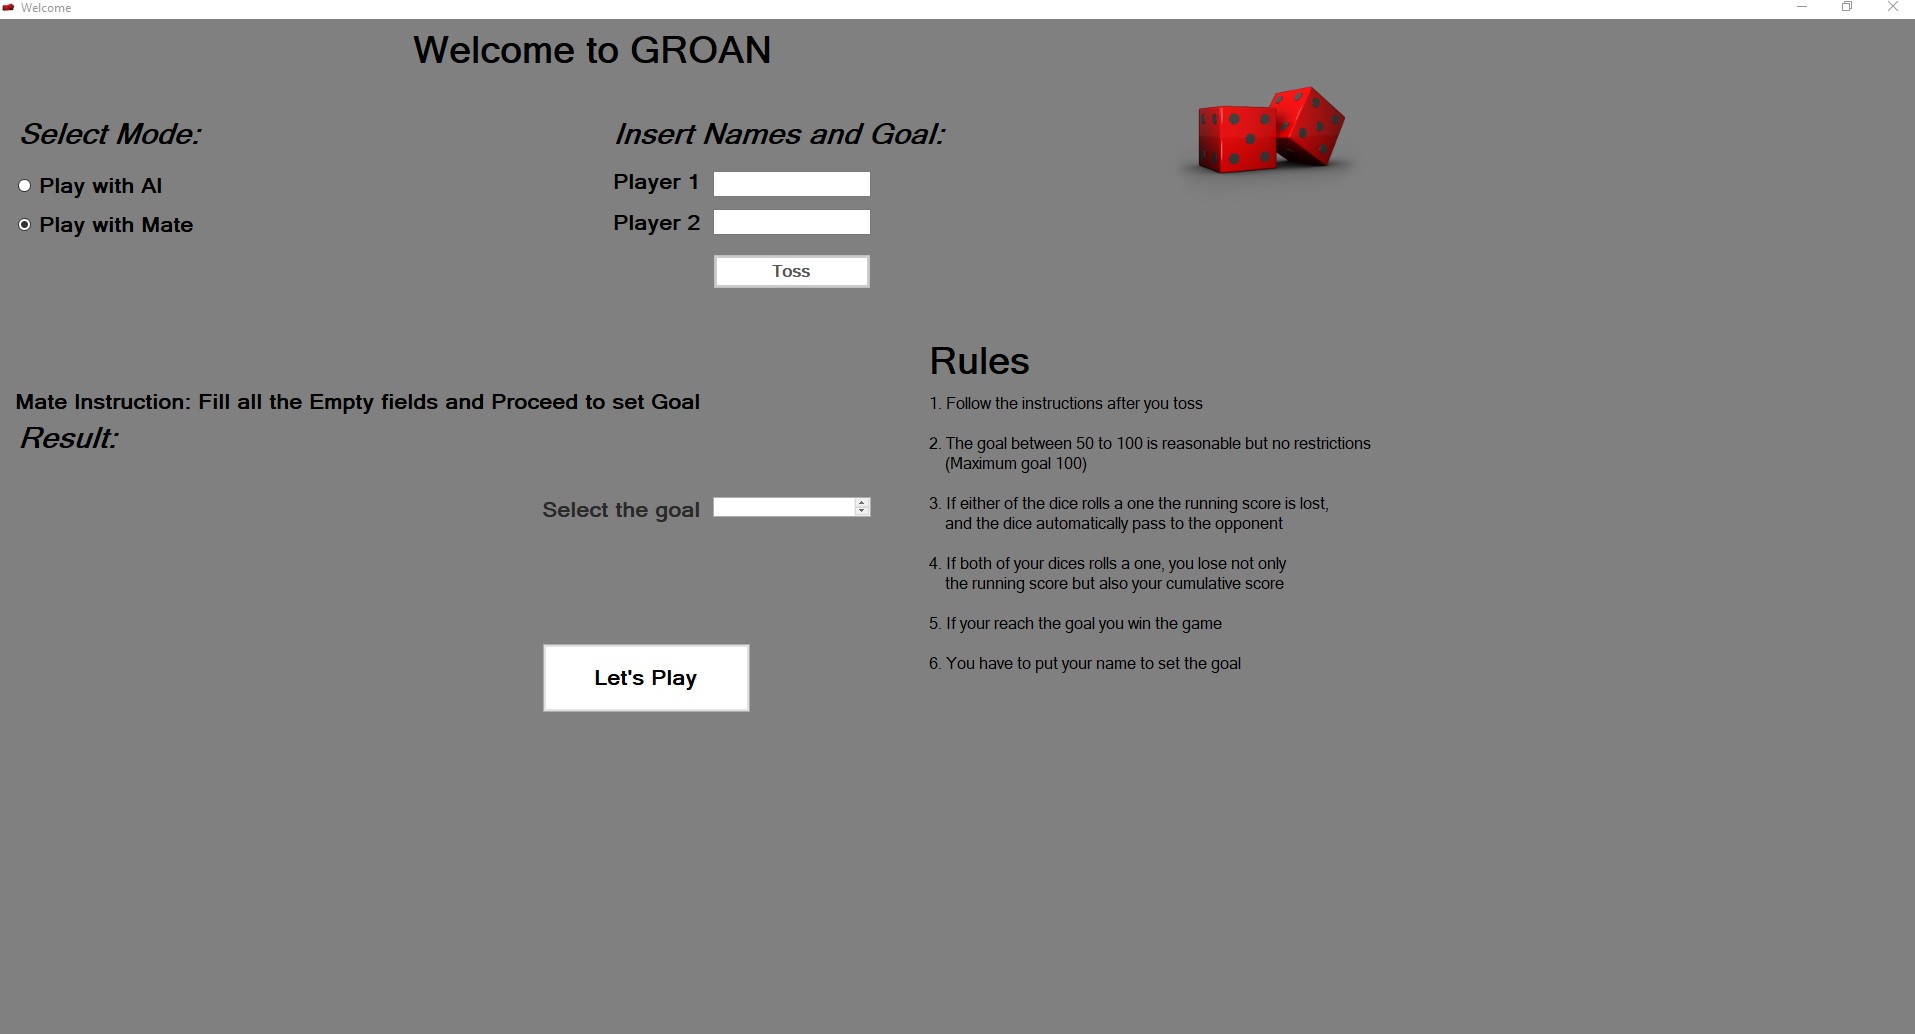 Welcome
Welcome to GROAN
Select Mode:
Play with AI
Play with Mate
Insert Names and Goal:
Player 1
Player 2
Toss
Mate Instruction: Fill all the Empty fields and Proceed to set Goal
Result:
Select the goal
Let's Play
Rules
1. Follow the instructions after you toss
2. The goal between 50 to 100 is reasonable but no restrictions
(Maximum goal 100)
3. If either of the dice rolls a one the running score is lost,
and the dice automatically pass to the opponent
4. If both of your dices rolls a one, you lose not only
the running score but also your cumulative score
5. If your reach the goal you win the game
6. You have to put your name to set the goal